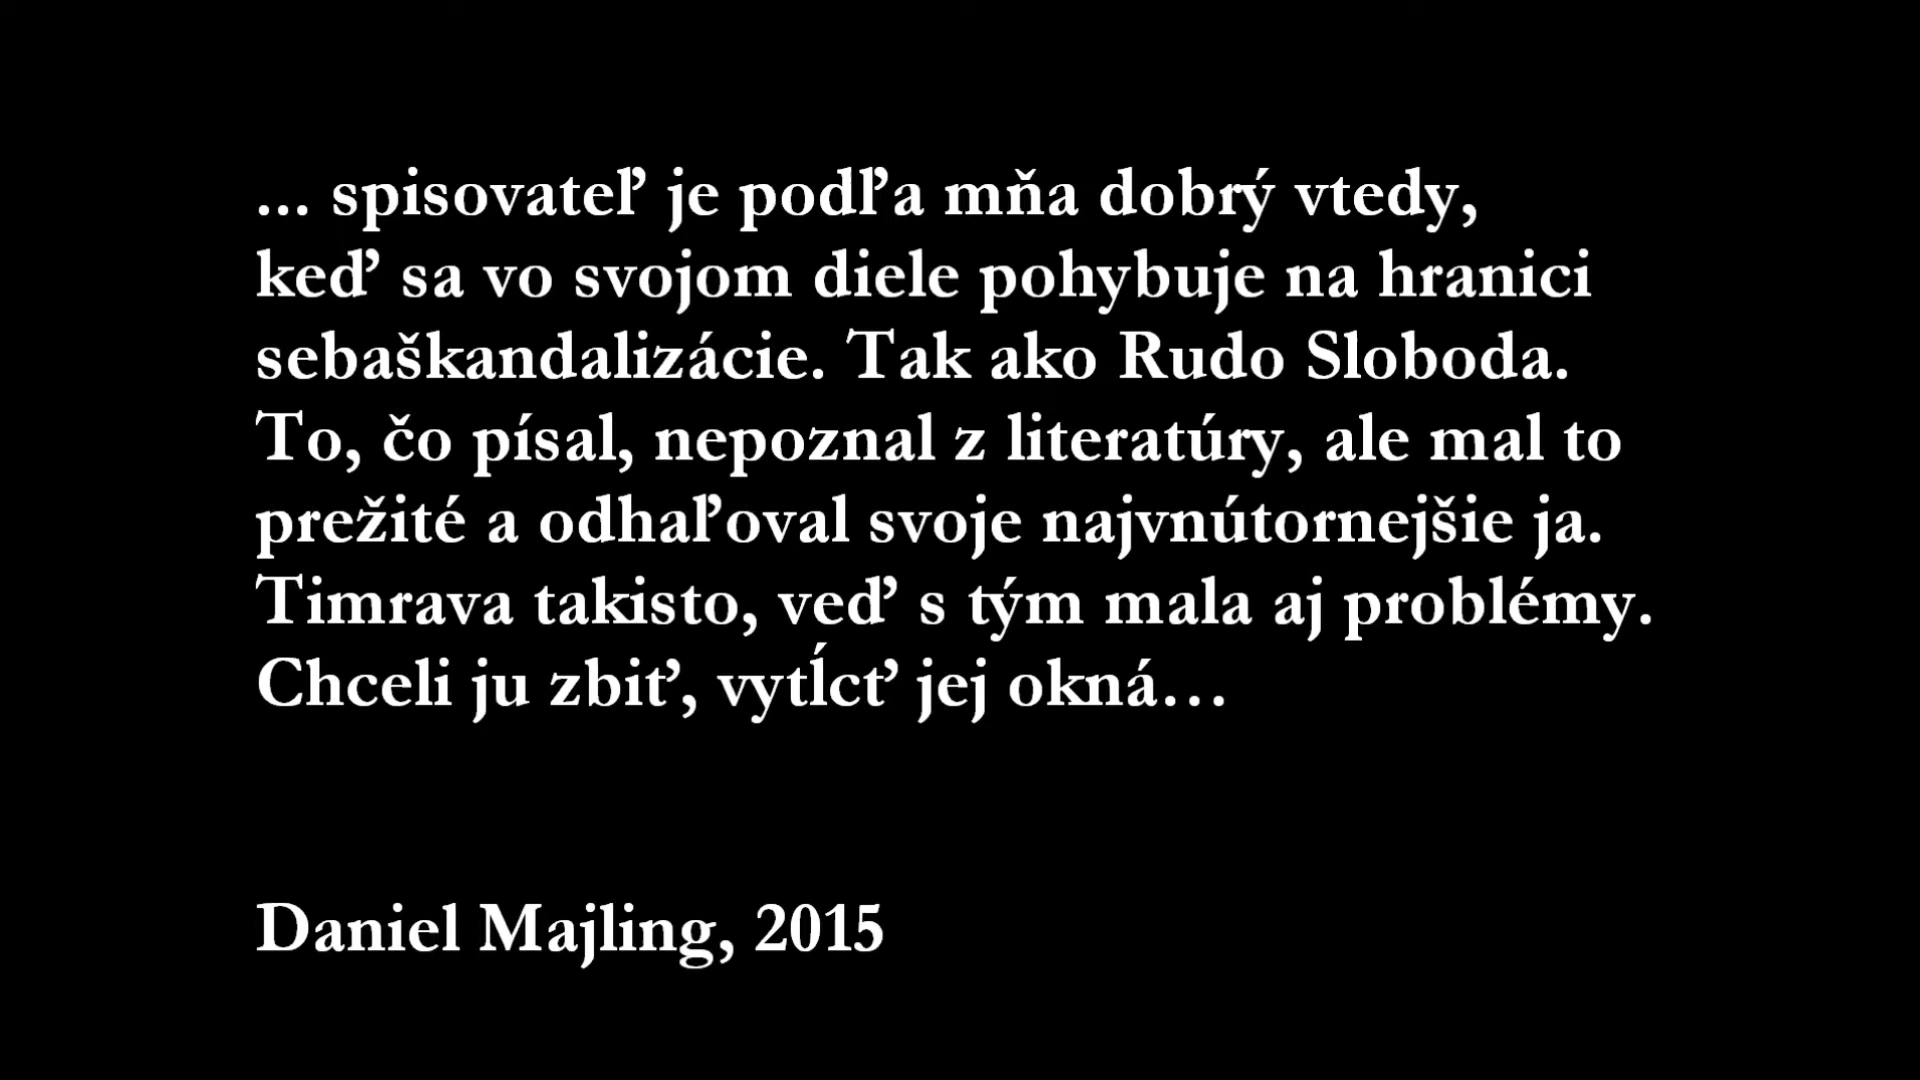 ... spisovateľ je podľa mňa dobrý vtedy,
keď sa vo svojom diele pohybuje na hranici
sebaškandalizácie. Tak ako Rudo Sloboda.
To, čo písal, nepoznal z literatúry, ale mal to
prežité a odhaľoval svoje najvnútornejšie ja.
Timrava takisto, veď s tým mala aj problémy.
Chceli ju zbiť, vytĺcť jej okná…
Daniel Majling, 2015